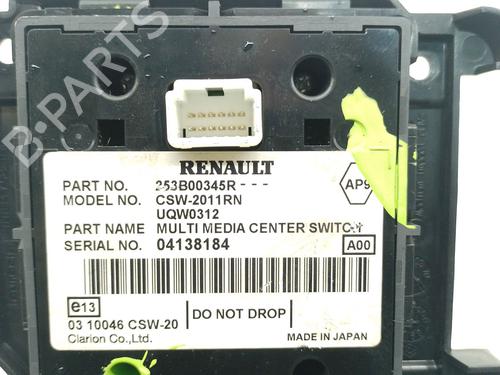 B-PARTS
RENAULT
PART NO. 253B00345R---
AP9
MODEL NO. CSW-2011RN
UQW0312
PART NAME MULTI MEDIA CENTER SWITCH
SERIAL NO. 04138184 A00
e13
DO NOT DROP
03 10046 CSW-20
Clarion Co.,Ltd. MADE IN JAPAN